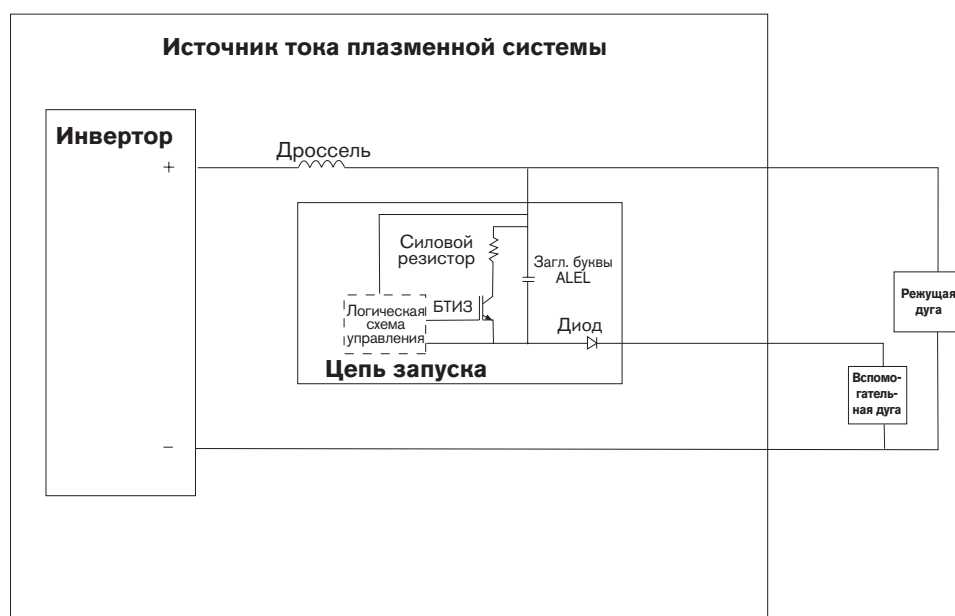 Источник тока плазменной системы
Инвертор
+
Дроссель
Силовой
резистор
Загл. буквы
ALEL
БТИЗ
Логическая
схема
управления
Диод
Цепь запуска
Режущая
дуга
Вспомо-
гатель-
ная дуга
−